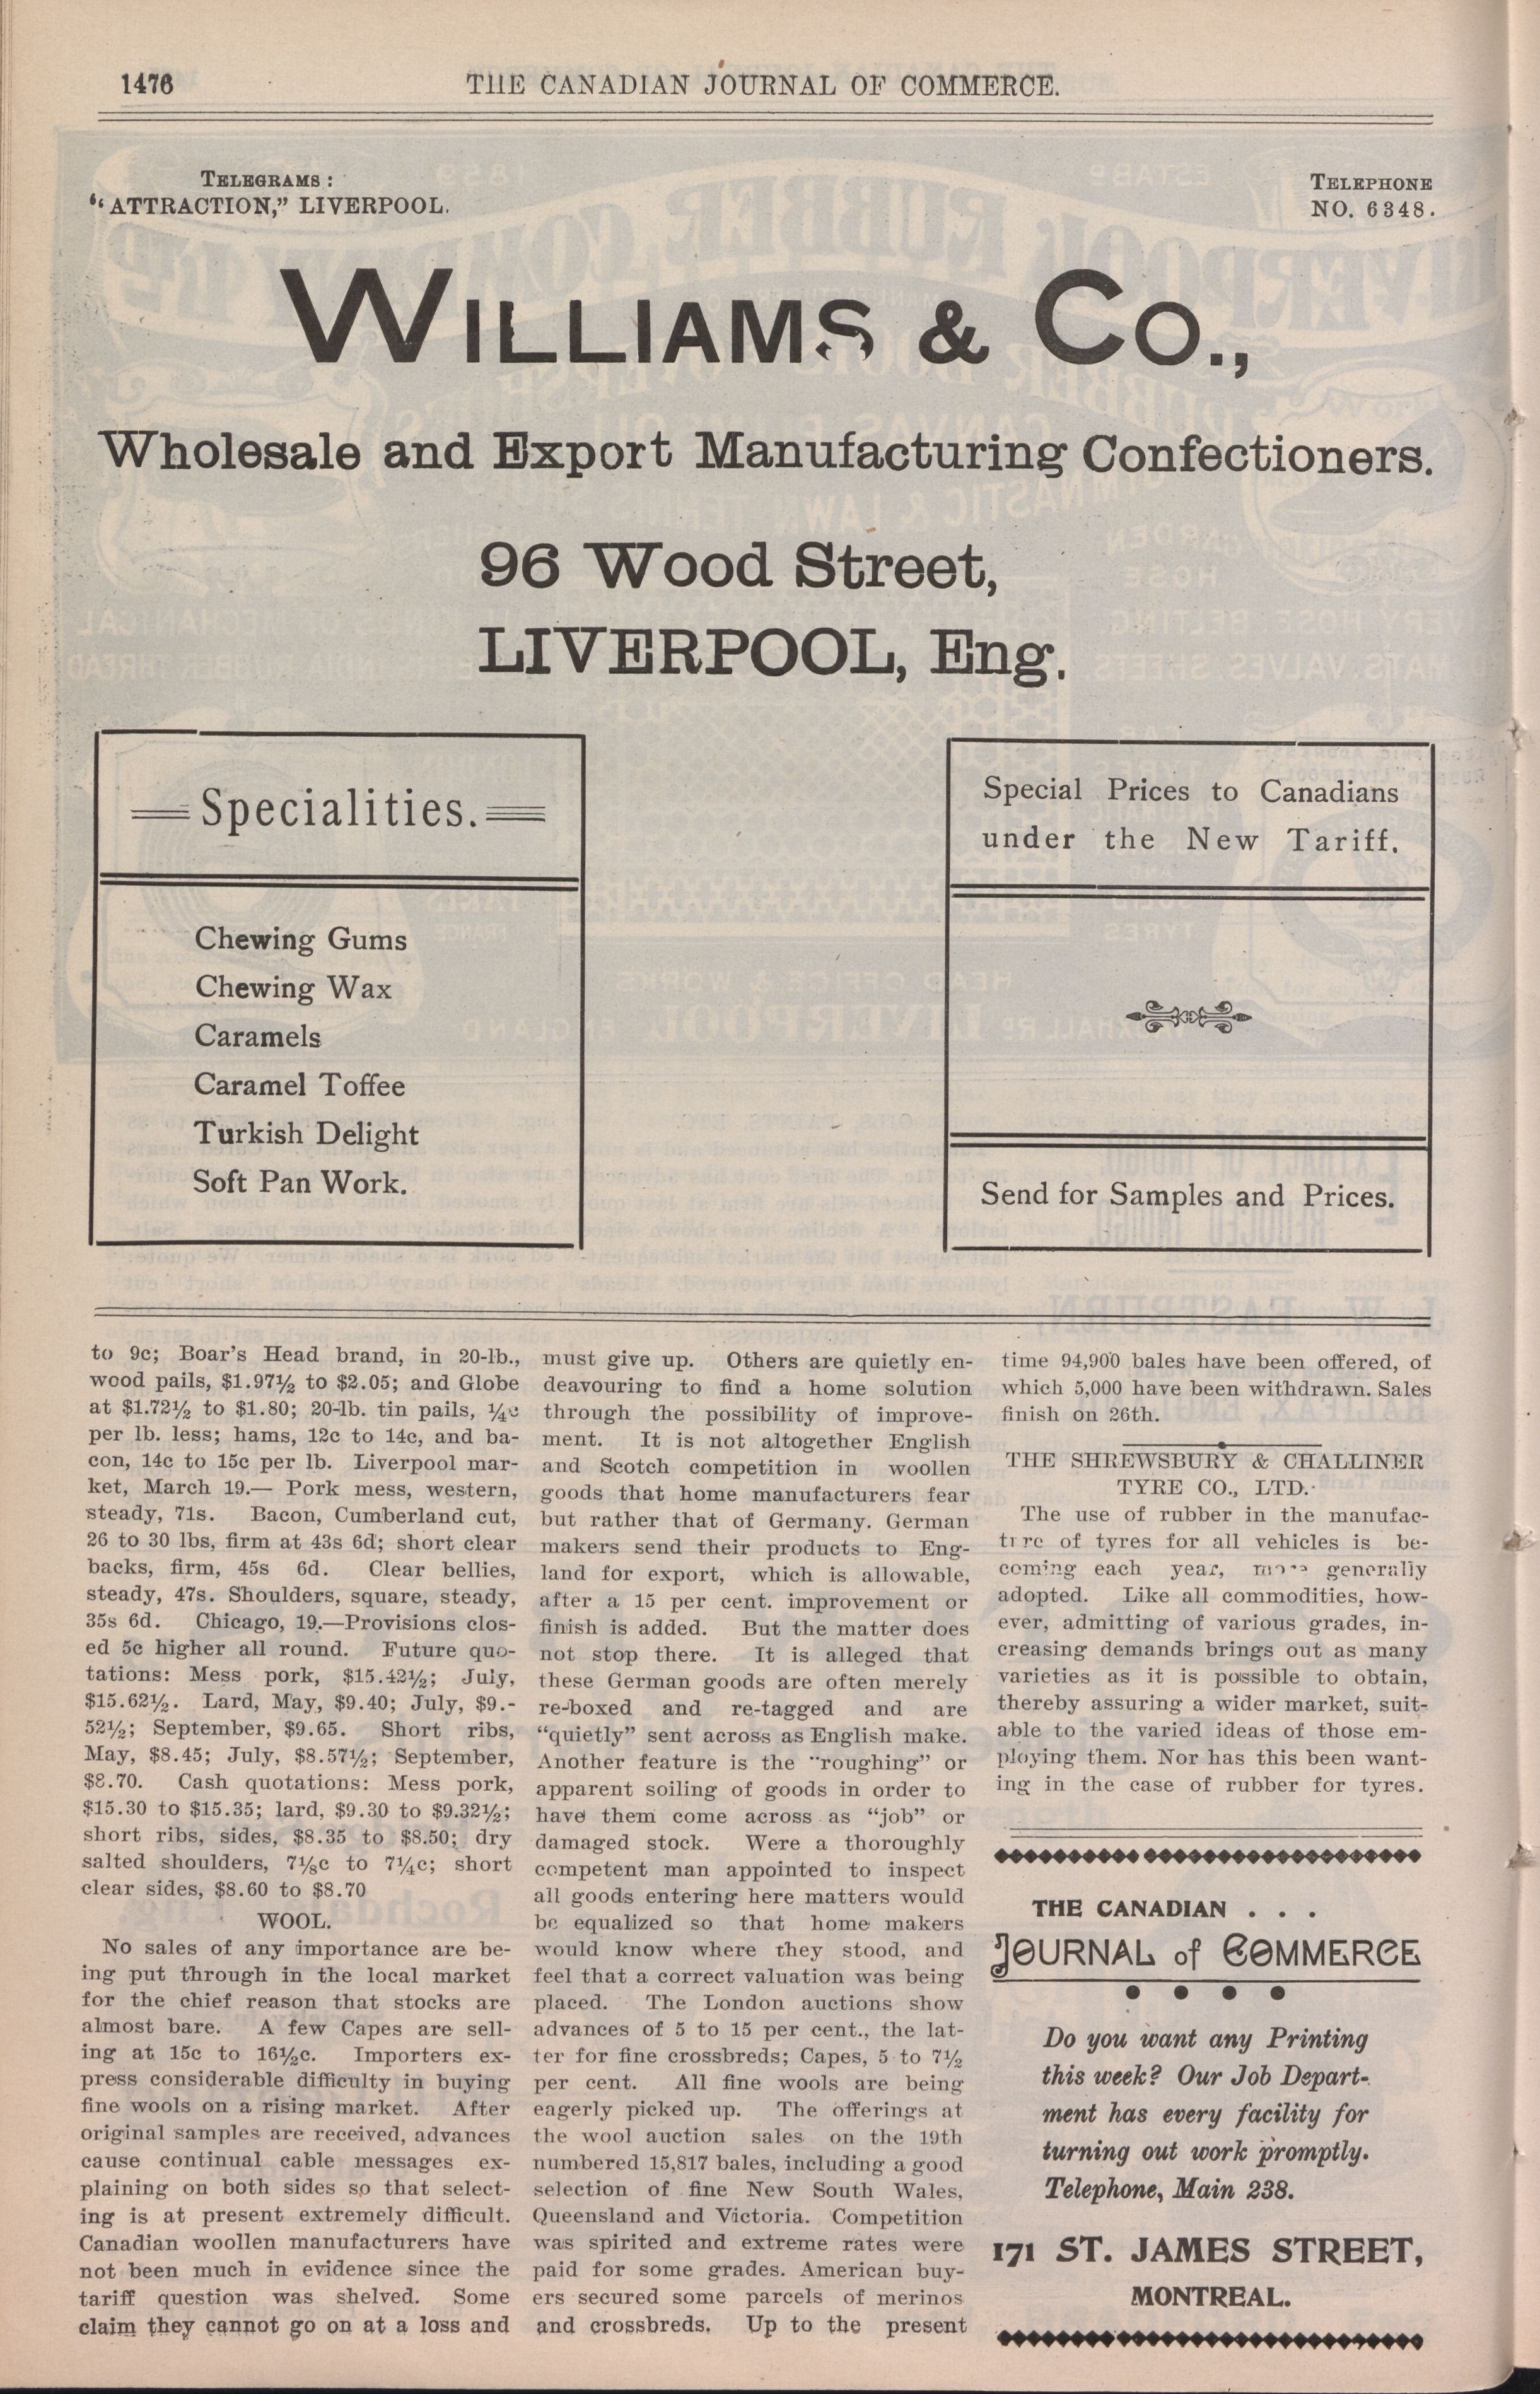 1476
THE CANADIAN JOURNAL OF COMMERCE.
TELEGRAMS:
"ATTRACTION," LIVERPOOL.
TELEPHONE
NO. 6348.
WILLIAMS & CO.,
Wholesale and Export Manufacturing Confectioners.
96 Wood Street,
LIVERPOOL, Eng.
Specialities.
Chewing Gums
Chewing Wax
Caramels
Caramel Toffee
Turkish Delight
Soft Pan Work.
Special Prices to Canadians
under the New Tariff.
Send for Samples and Prices.
to 9c; Boar's Head brand, in 20-lb.,
wood pails, $1.97½ to $2.05; and Globe
at $1.72½ to $1.80; 20-lb. tin pails, ¼c
per lb. less; hams, 12c to 14c, and ba-
con, 14c to 15c per lb. Liverpool mar-
ket, March 19.— Pork mess, western,
steady, 71s. Bacon, Cumberland cut,
26 to 30 lbs, firm at 43s 6d; short clear
backs, firm, 45s 6d. Clear bellies,
steady, 47s. Shoulders, square, steady,
35s 6d. Chicago, 19.—Provisions clos-
ed 5c higher all round. Future quo-
tations: Mess pork, $15.42½; July,
$15.62½. Lard, May, $9.40; July, $9.-
52½; September, $9.65. Short ribs,
May, $8.45; July, $8.57½; September,
$8.70. Cash quotations: Mess pork,
$15.30 to $15.35; lard, $9.30 to $9.32½;
short ribs, sides, $8.35 to $8.50; dry
salted shoulders, 7⅛c to 7¼c; short
clear sides, $8.60 to $8.70
WOOL.
No sales of any importance are be-
ing put through in the local market
for the chief reason that stocks are
almost bare. A few Capes are sell-
ing at 15c to 16½c. Importers ex-
press considerable difficulty in buying
fine wools on a rising market. After
original samples are received, advances
cause continual cable messages ex-
plaining on both sides so that select-
ing is at present extremely difficult.
Canadian woollen manufacturers have
not been much in evidence since the
tariff question was shelved. Some
claim they cannot go on at a loss and
must give up. Others are quietly en-
deavouring to find a home solution
through the possibility of improve-
ment. It is not altogether English
and Scotch competition in woollen
goods that home manufacturers fear
but rather that of Germany. German
makers send their products to Eng-
land for export, which is allowable,
after a 15 per cent. improvement or
finish is added. But the matter does
not stop there. It is alleged that
these German goods are often merely
re-boxed and re-tagged and are
"quietly" sent across as English make.
Another feature is the "roughing" or
apparent soiling of goods in order to
have them come across as "job" or
damaged stock. Were a thoroughly
competent man appointed to inspect
all goods entering here matters would
be equalized so that home makers
would know where they stood, and
feel that a correct valuation was being
placed. The London auctions show
advances of 5 to 15 per cent., the lat-
ter for fine crossbreds; Capes, 5 to 7½
per cent. All fine wools are being
eagerly picked up. The offerings at
the wool auction sales on the 19th
numbered 15,817 bales, including a good
selection of fine New South Wales,
Queensland and Victoria. Competition
was spirited and extreme rates were
paid for some grades. American buy-
ers secured some parcels of merinos
and crossbreds. Up to the present
time 94,900 bales have been offered, of
which 5,000 have been withdrawn. Sales
finish on 26th.
THE SHREWSBURY & CHALLINER
TYRE CO., LTD.
The use of rubber in the manufac-
ture of tyres for all vehicles is be-
coming each year, more generally
adopted. Like all commodities, how-
ever, admitting of various grades, in-
creasing demands brings out as many
varieties as it is possible to obtain,
thereby assuring a wider market, suit-
able to the varied ideas of those em-
ploying them. Nor has this been want-
ing in the case of rubber for tyres.
THE CANADIAN . . .
JOURNAL of COMMERCE
Do you want any Printing
this week? Our Job Depart-
ment has every facility for
turning out work promptly.
Telephone, Main 238.
171 ST. JAMES STREET,
MONTREAL.